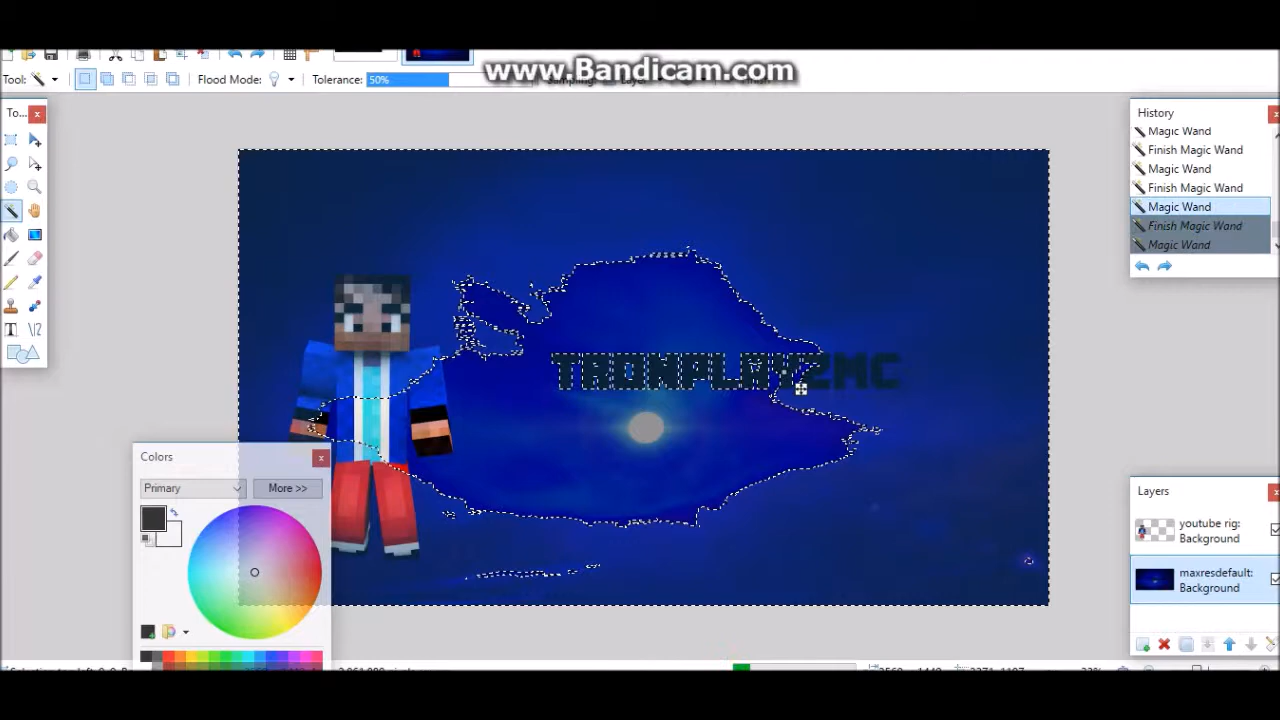 www.Bandicam.com
Tool:
Flood Mode:
Tolerance:
50%
To...
History
Magic Wand
Finish Magic Wand
Magic Wand
Finish Magic Wand
Magic Wand
Finish Magic Wand
Magic Wand
TRONPLAYZMC
Colors
Primary
More >>
Layers
youtube rig:
Background
maxresdefault:
Background